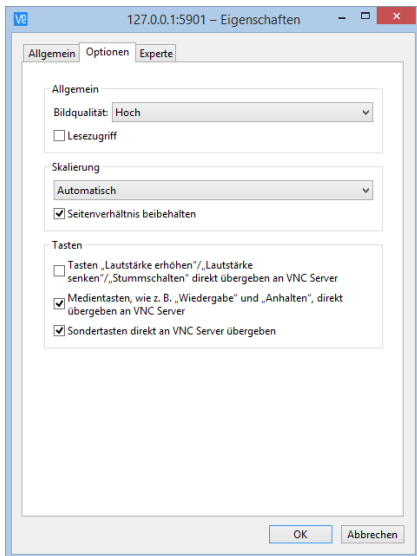 127.0.0.1:5901 – Eigenschaften
Allgemein Optionen Experte
Allgemein
Bildqualität: Hoch
Lesezugriff
Skalierung
Automatisch
Seitenverhältnis beibehalten
Tasten
Tasten „Lautstärke erhöhen“/„Lautstärke
senken“/„Stummschalten“ direkt übergeben an VNC Server
Medientasten, wie z. B. „Wiedergabe“ und „Anhalten“, direkt
übergeben an VNC Server
Sondertasten direkt an VNC Server übergeben
OK Abbrechen